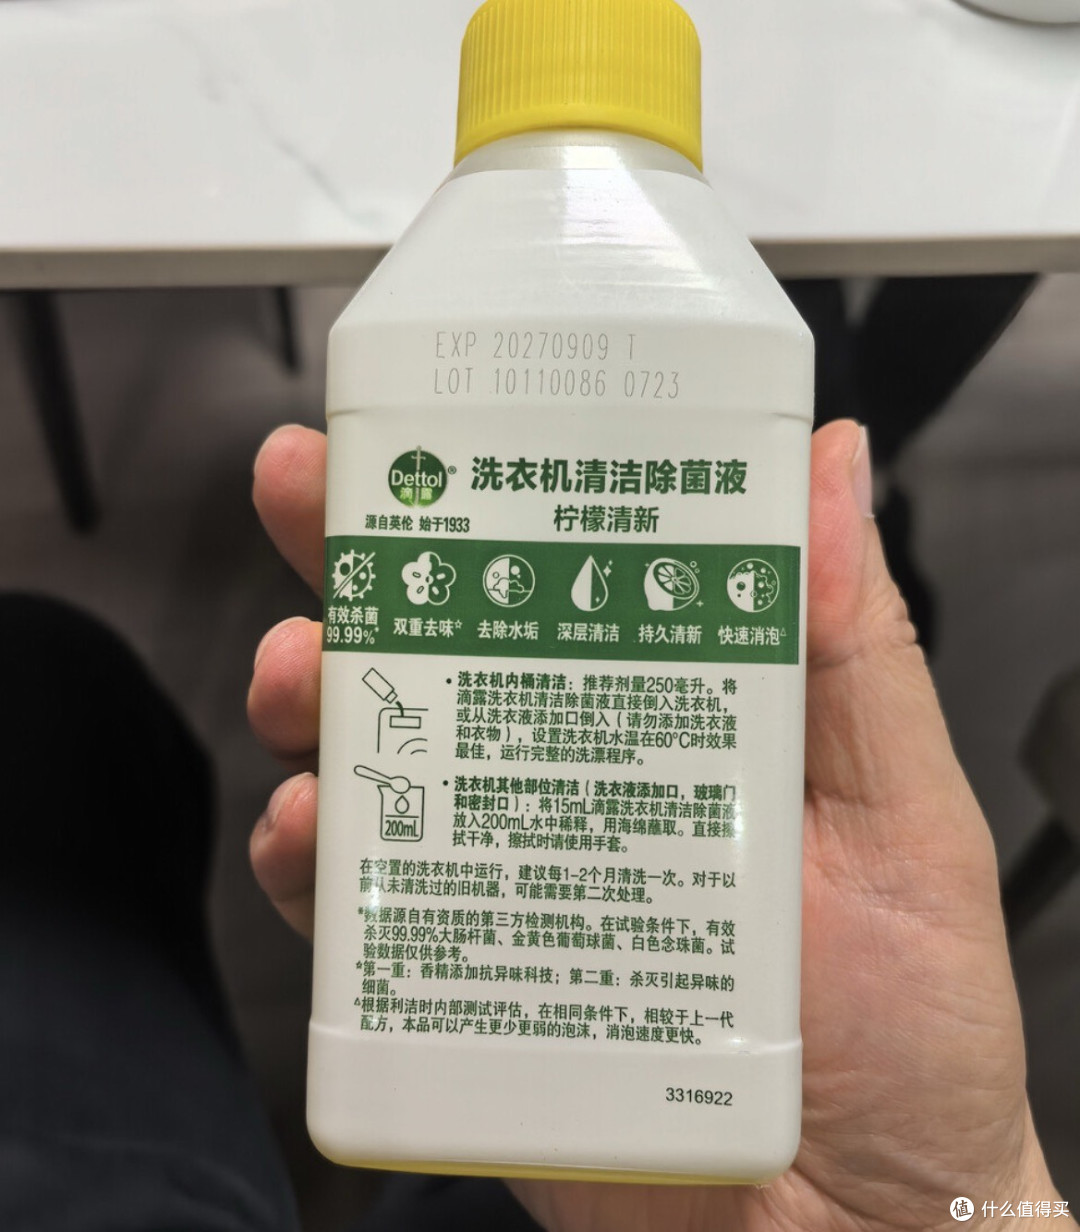 EXP 20270909 T
LOT 10110086 0723
Dettol®
滴露
源自英伦 始于1933
洗衣机清洁除菌液
柠檬清新
有效杀菌
99.99%*
双重去味☆
去除水垢
深层清洁
持久清新
快速消泡△
• 洗衣机内桶清洁：推荐剂量250毫升。将
滴露洗衣机清洁除菌液直接倒入洗衣机，
或从洗衣液添加口倒入（请勿添加洗衣液
和衣物），设置洗衣机水温在60°C时效果
最佳，运行完整的洗漂程序。
200mL
• 洗衣机其他部位清洁（洗衣液添加口，玻璃门
和密封口）：将15mL滴露洗衣机清洁除菌液
放入200mL水中稀释，用海绵蘸取。直接擦
拭干净，擦拭时请使用手套。
在空置的洗衣机中运行，建议每1-2个月清洗一次。对于以
前从未清洗过的旧机器，可能需要第二次处理。
*数据源自有资质的第三方检测机构。在试验条件下，有效
杀灭99.99%大肠杆菌、金黄色葡萄球菌、白色念珠菌。试
验数据仅供参考。
☆第一重：香精添加抗异味科技；第二重：杀灭引起异味的
细菌。
△根据利洁时内部测试评估，在相同条件下，相较于上一代
配方，本品可以产生更少更弱的泡沫，消泡速度更快。
3316922
值 什么值得买